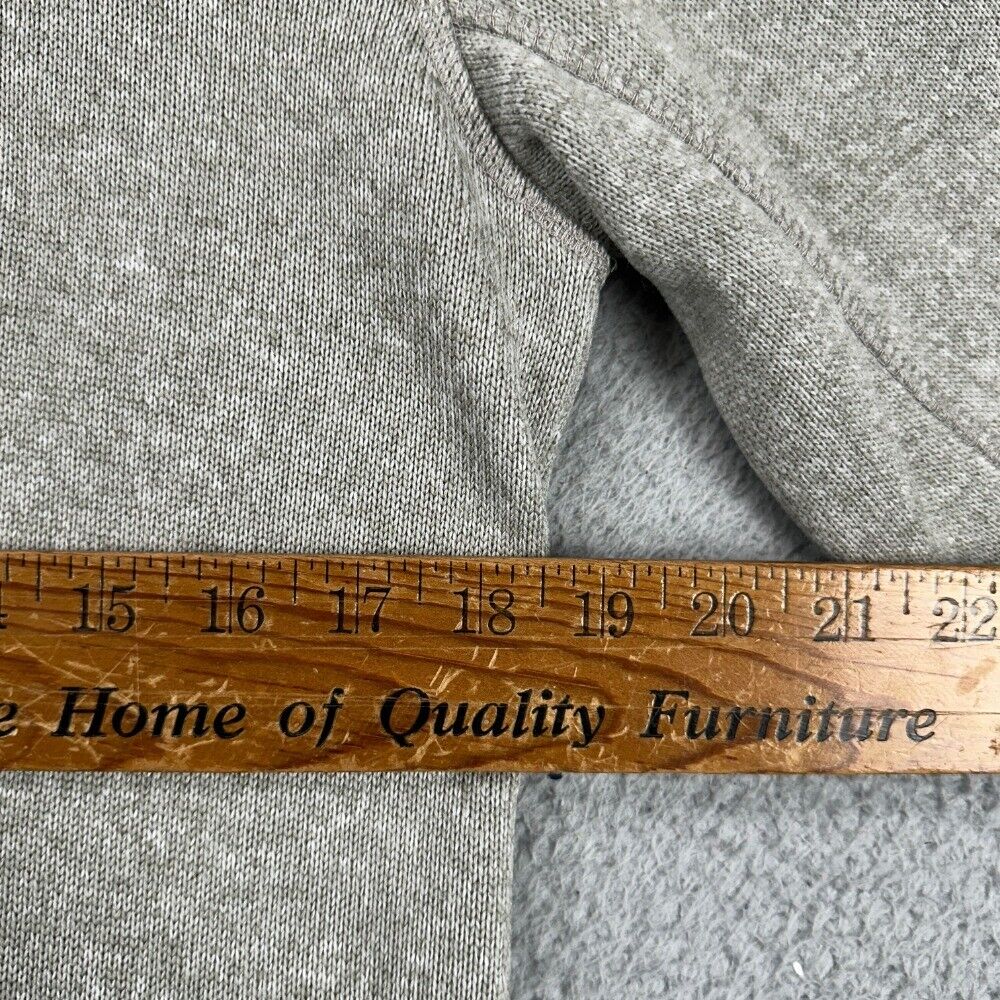 15 16 17 18 19 20 21 22
Home of Quality Furniture